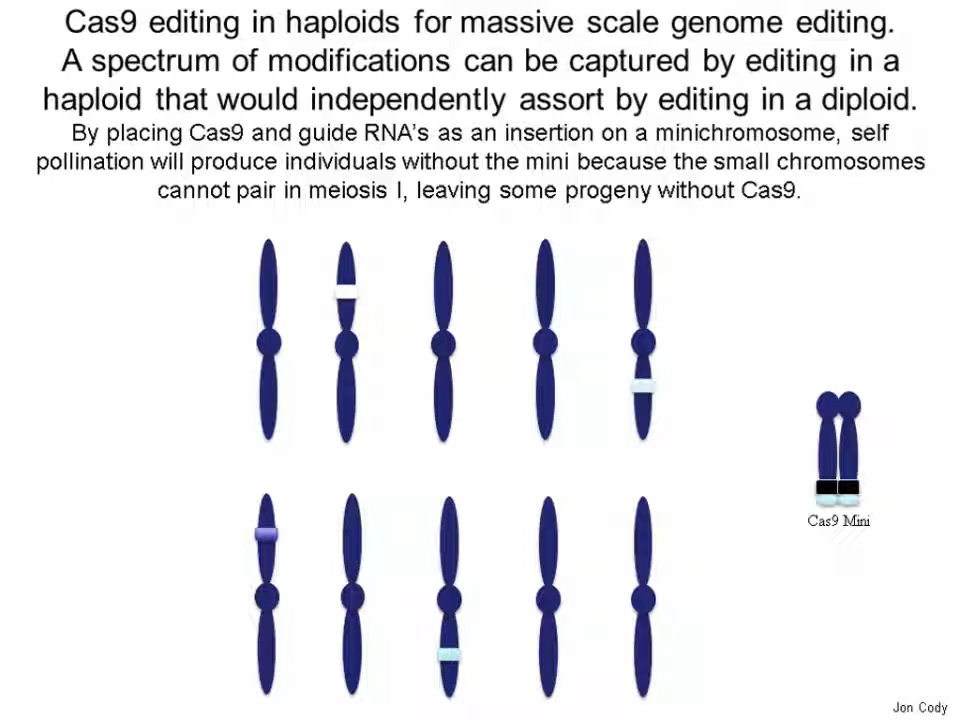 Cas9 editing in haploids for massive scale genome editing.
A spectrum of modifications can be captured by editing in a
haploid that would independently assort by editing in a diploid.
By placing Cas9 and guide RNA’s as an insertion on a minichromosome, self
pollination will produce individuals without the mini because the small chromosomes
cannot pair in meiosis I, leaving some progeny without Cas9.
Cas9 Mini
Jon Cody